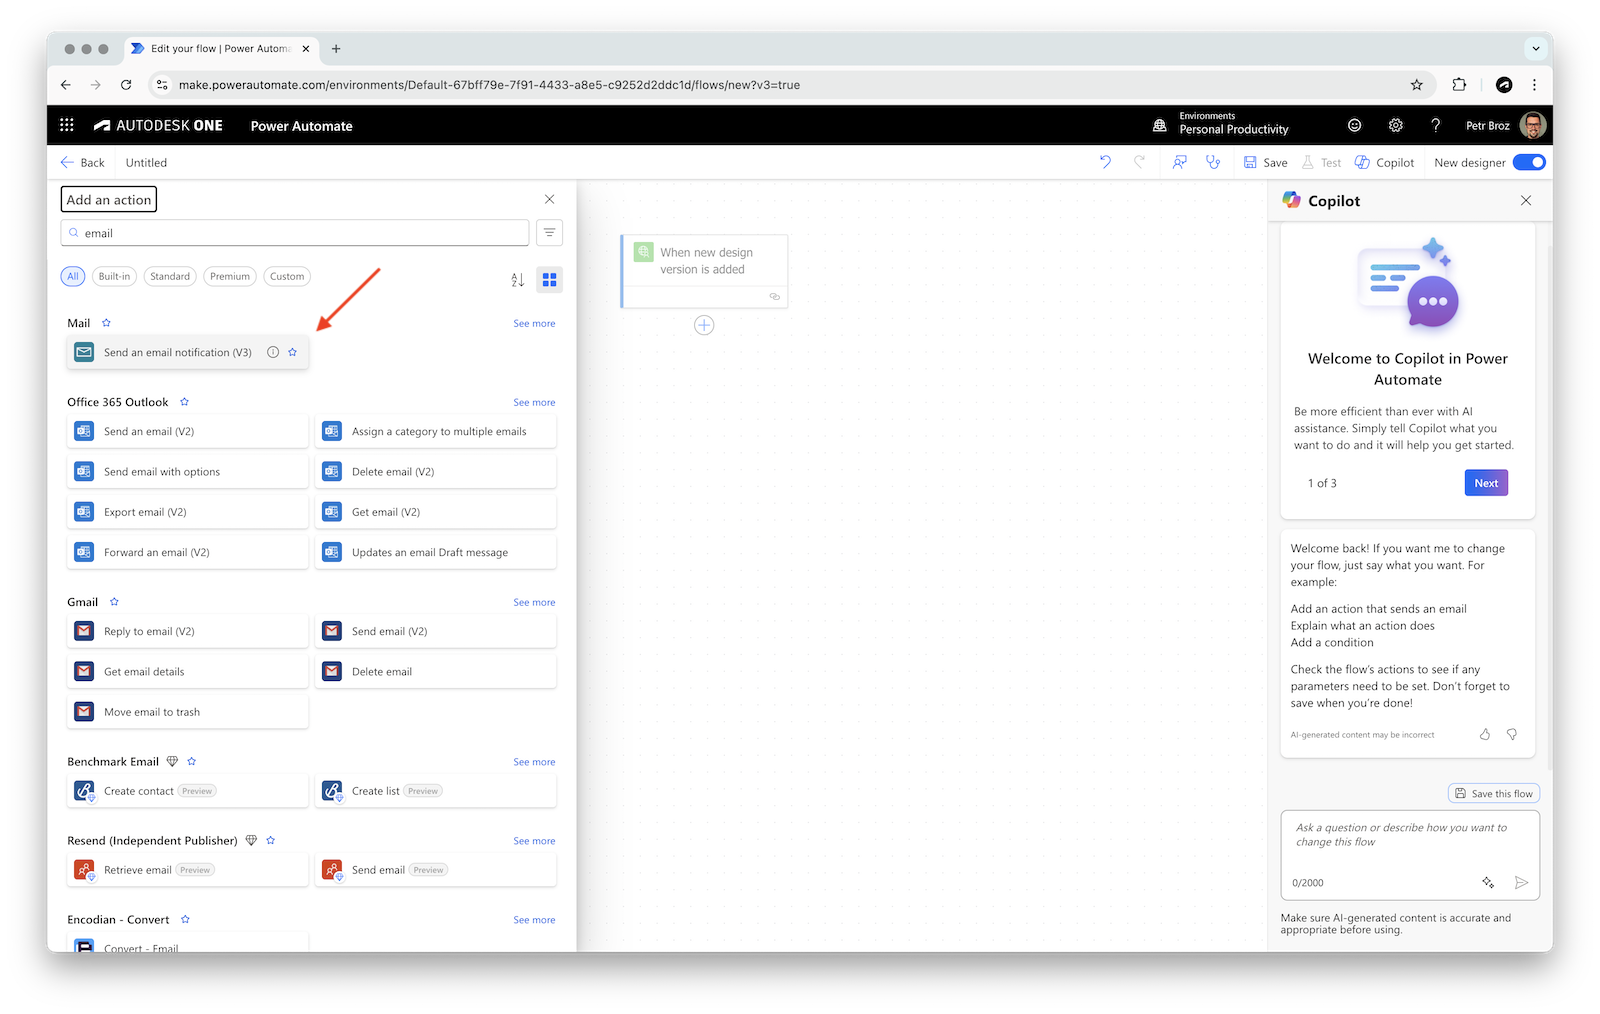 Edit your flow | Power Autom
make.powerautomate.com/environments/Default-67bff79e-7f91-4433-a8e5-c9252d2ddc1d/flows/new?v3=true
AUTODESK ONE
Power Automate
Environments
Personal Productivity
Petr Broz
Back
Untitled
Save
Test
Copilot
New designer
Add an action
email
All
Built-in
Standard
Premium
Custom
Mail
See more
Send an email notification (V3)
Office 365 Outlook
See more
Send an email (V2)
Assign a category to multiple emails
Send email with options
Delete email (V2)
Export email (V2)
Get email (V2)
Forward an email (V2)
Updates an email Draft message
Gmail
See more
Reply to email (V2)
Send email (V2)
Get email details
Delete email
Move email to trash
Benchmark Email
See more
Create contact Preview
Create list Preview
Resend (Independent Publisher)
See more
Retrieve email Preview
Send email Preview
Encodian - Convert
See more
Convert - Email
When new design
version is added
Copilot
Welcome to Copilot in Power
Automate
Be more efficient than ever with AI
assistance. Simply tell Copilot what you
want to do and it will help you get started.
1 of 3
Next
Welcome back! If you want me to change
your flow, just say what you want. For
example:
Add an action that sends an email
Explain what an action does
Add a condition
Check the flow's actions to see if any
parameters need to be set. Don't forget to
save when you're done!
AI-generated content may be incorrect
Save this flow
Ask a question or describe how you want to
change this flow
0/2000
Make sure AI-generated content is accurate and
appropriate before using.